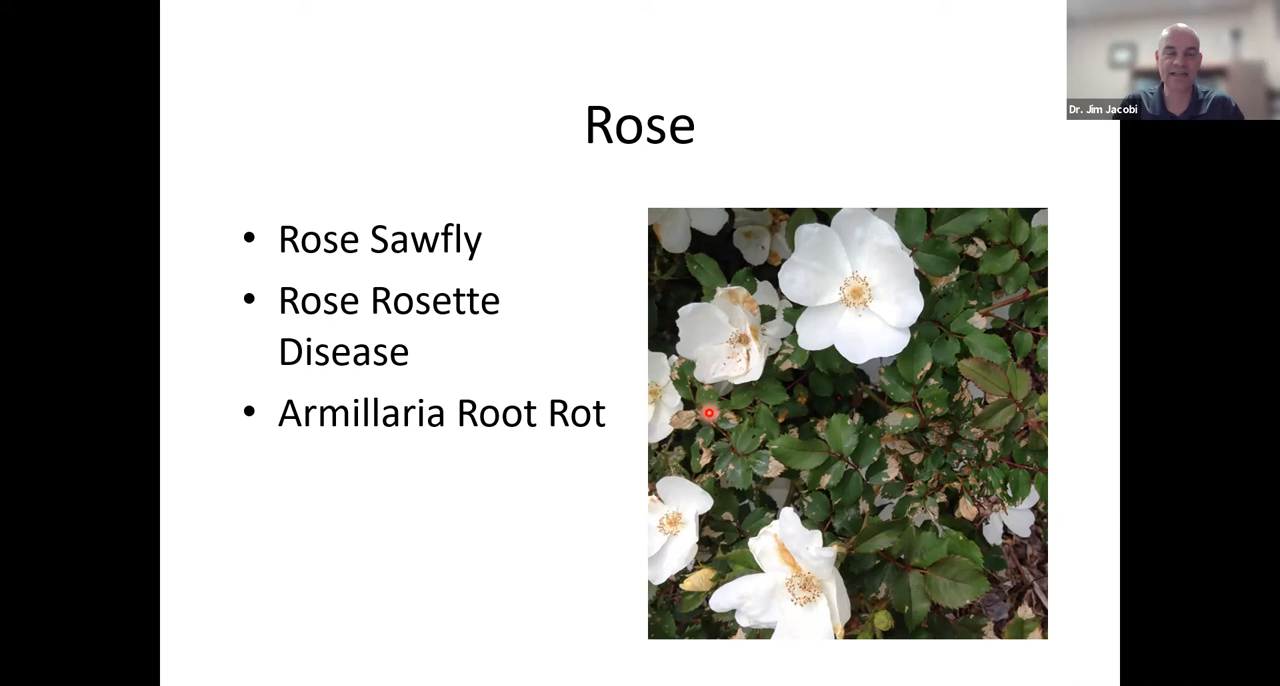 Dr. Jim Jacobi
Rose
• Rose Sawfly
• Rose Rosette
Disease
• Armillaria Root Rot